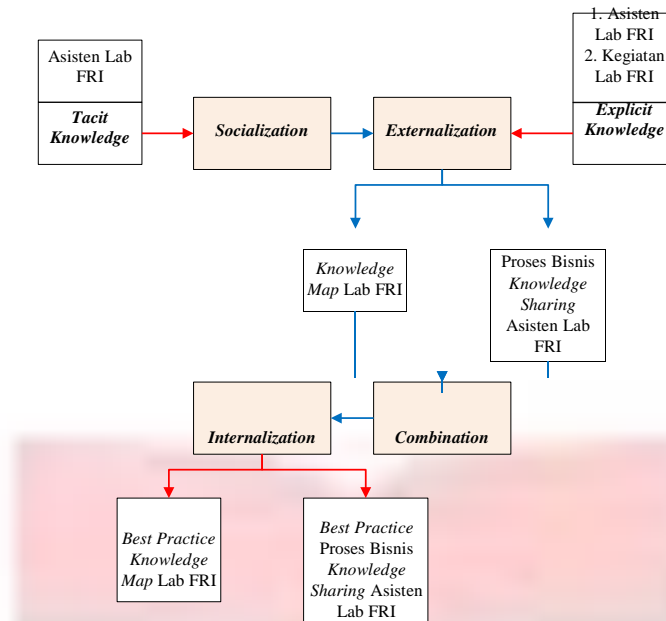 Asisten Lab
FRI
Tacit
Knowledge
Socialization
Externalization
1. Asisten
Lab FRI
2. Kegiatan
Lab FRI
Explicit
Knowledge
Knowledge
Map Lab FRI
Proses Bisnis
Knowledge
Sharing
Asisten Lab
FRI
Internalization
Combination
Best Practice
Knowledge
Map Lab FRI
Best Practice
Proses Bisnis
Knowledge
Sharing Asisten
Lab FRI